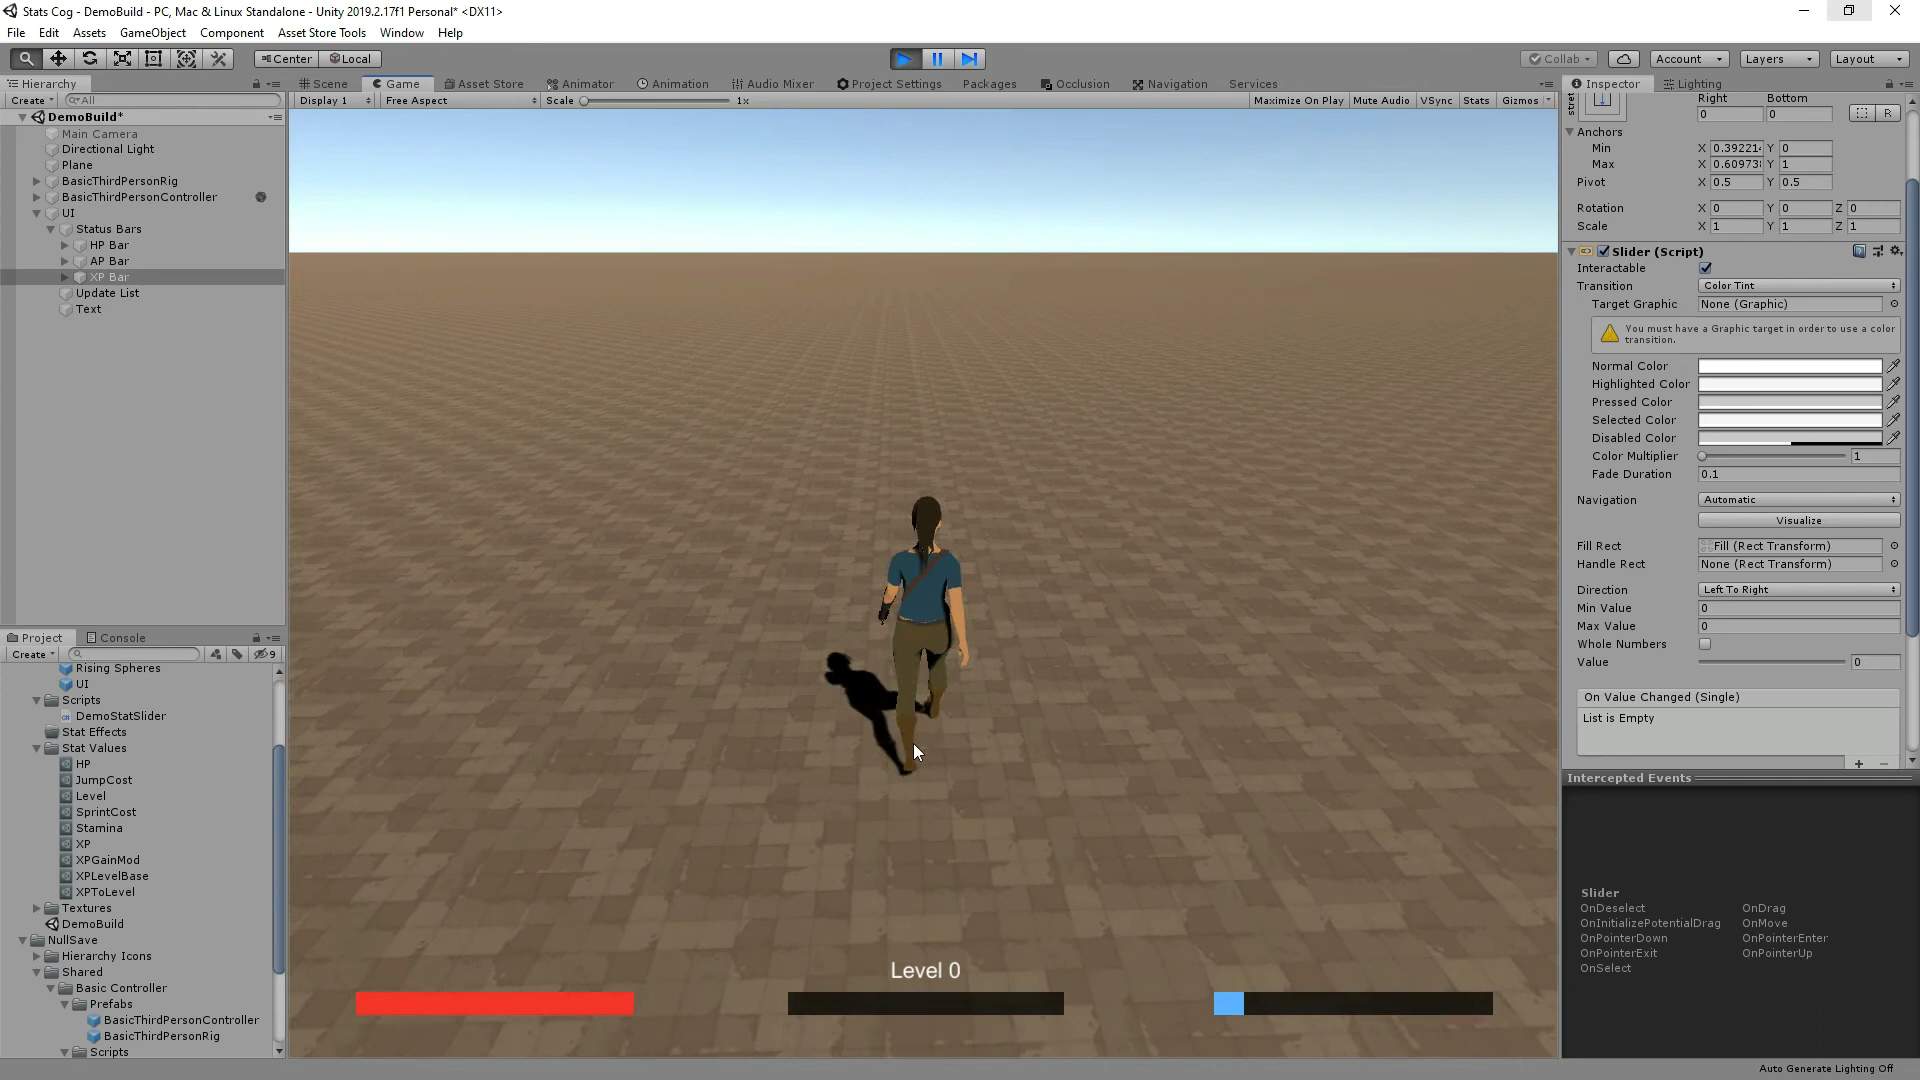 Stats Cog - DemoBuild - PC, Mac & Linux Standalone - Unity 2019.2.17f1 Personal* <DX11>
File Edit Assets GameObject Component Asset Store Tools Window Help
Center Local Collab Account Layers Layout
Hierarchy
Create All
DemoBuild*
Main Camera
Directional Light
Plane
BasicThirdPersonRig
BasicThirdPersonController
UI
Status Bars
HP Bar
AP Bar
XP Bar
Update List
Text
Project Console
Create 9
Rising Spheres
UI
Scripts
DemoStatSlider
Stat Effects
Stat Values
HP
JumpCost
Level
SprintCost
Stamina
XP
XPGainMod
XPLevelBase
XPToLevel
Textures
DemoBuild
NullSave
Hierarchy Icons
Shared
Basic Controller
Prefabs
BasicThirdPersonController
BasicThirdPersonRig
Scripts
Scene Game Asset Store Animator Animation Audio Mixer Project Settings Packages Occlusion Navigation Services
Display 1 Free Aspect Scale 1x Maximize On Play Mute Audio VSync Stats Gizmos
Level 0
Inspector Lighting
Right Bottom
0 0 R
Anchors
Min X 0.39221 Y 0
Max X 0.60973 Y 1
Pivot X 0.5 Y 0.5
Rotation X 0 Y 0 Z 0
Scale X 1 Y 1 Z 1
Slider (Script)
Interactable
Transition Color Tint
Target Graphic None (Graphic)
You must have a Graphic target in order to use a color
transition.
Normal Color
Highlighted Color
Pressed Color
Selected Color
Disabled Color
Color Multiplier 1
Fade Duration 0.1
Navigation Automatic
Visualize
Fill Rect Fill (Rect Transform)
Handle Rect None (Rect Transform)
Direction Left To Right
Min Value 0
Max Value 0
Whole Numbers
Value 0
On Value Changed (Single)
List is Empty
+ −
Intercepted Events
Slider
OnDeselect OnDrag
OnInitializePotentialDrag OnMove
OnPointerDown OnPointerEnter
OnPointerExit OnPointerUp
OnSelect
Auto Generate Lighting Off